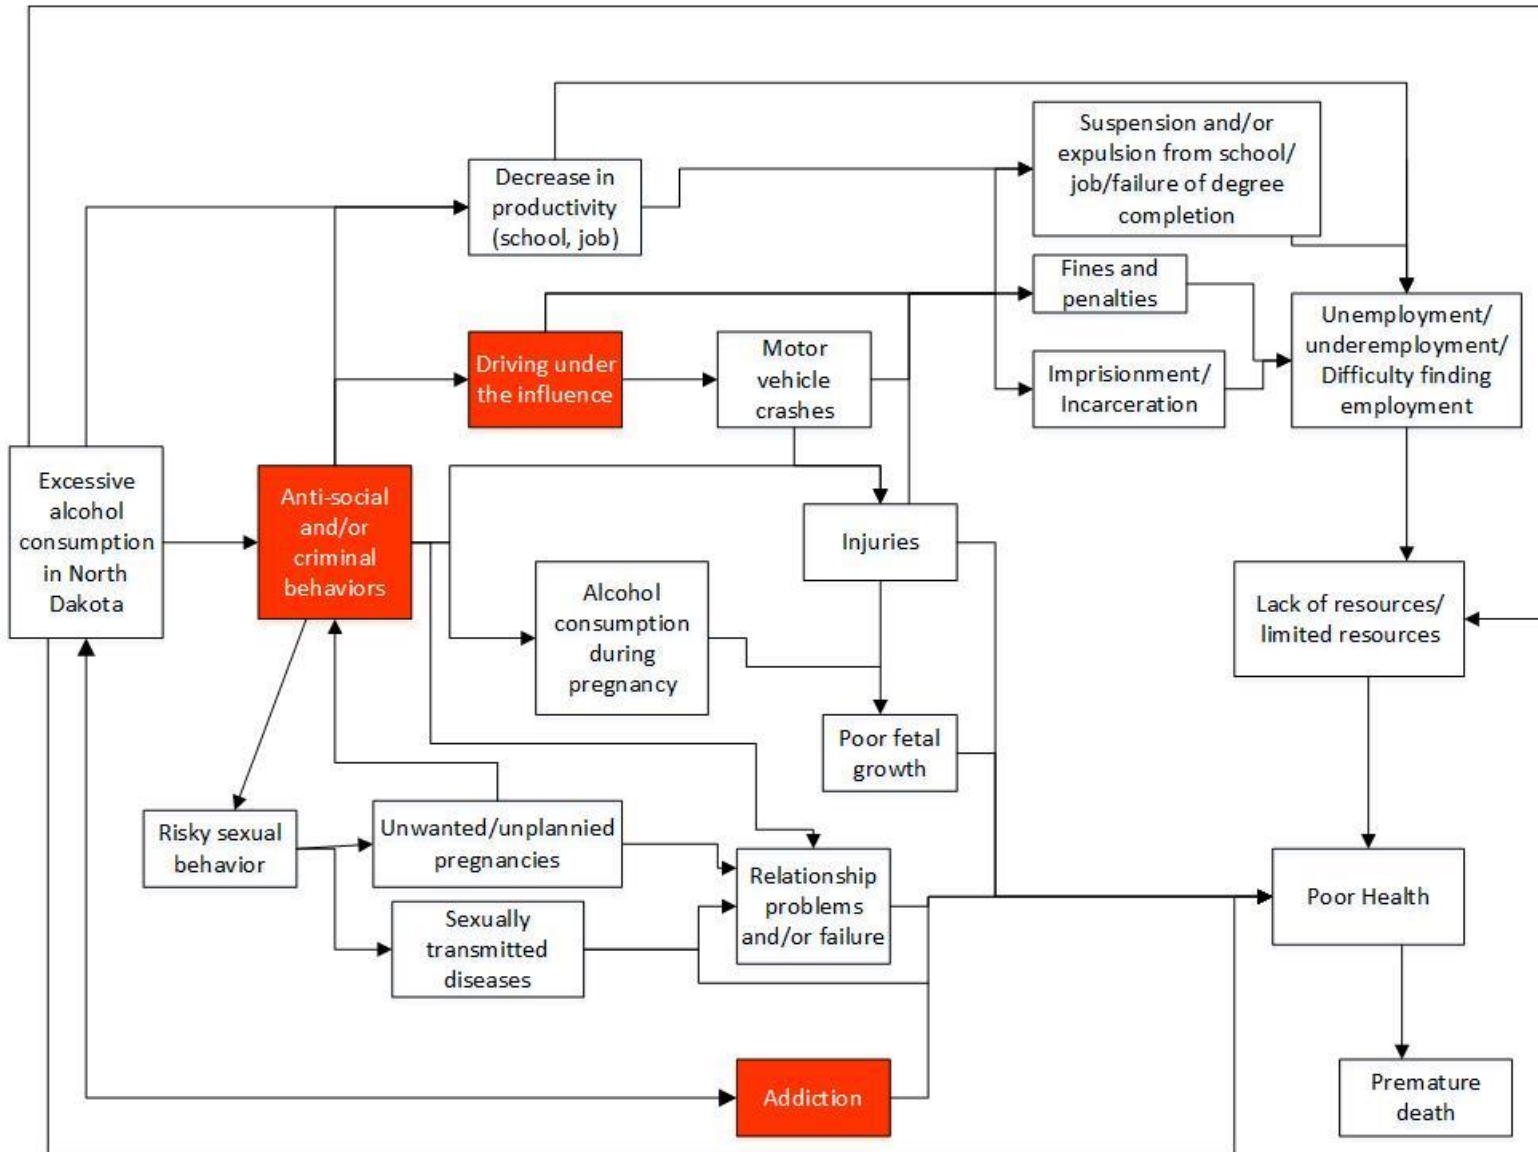 Suspension and/or
expulsion from school/
job/failure of degree
completion
Decrease in
productivity
(school, job)
Fines and
penalties
Unemployment/
underemployment/
Difficulty finding
employment
Driving under
the influence
Motor
vehicle
crashes
Imprisionment/
Incarceration
Excessive
alcohol
consumption
in North
Dakota
Anti-social
and/or
criminal
behaviors
Injuries
Alcohol
consumption
during
pregnancy
Lack of resources/
limited resources
Poor fetal
growth
Risky sexual
behavior
Unwanted/unplannied
pregnancies
Relationship
problems
and/or failure
Poor Health
Sexually
transmitted
diseases
Addiction
Premature
death